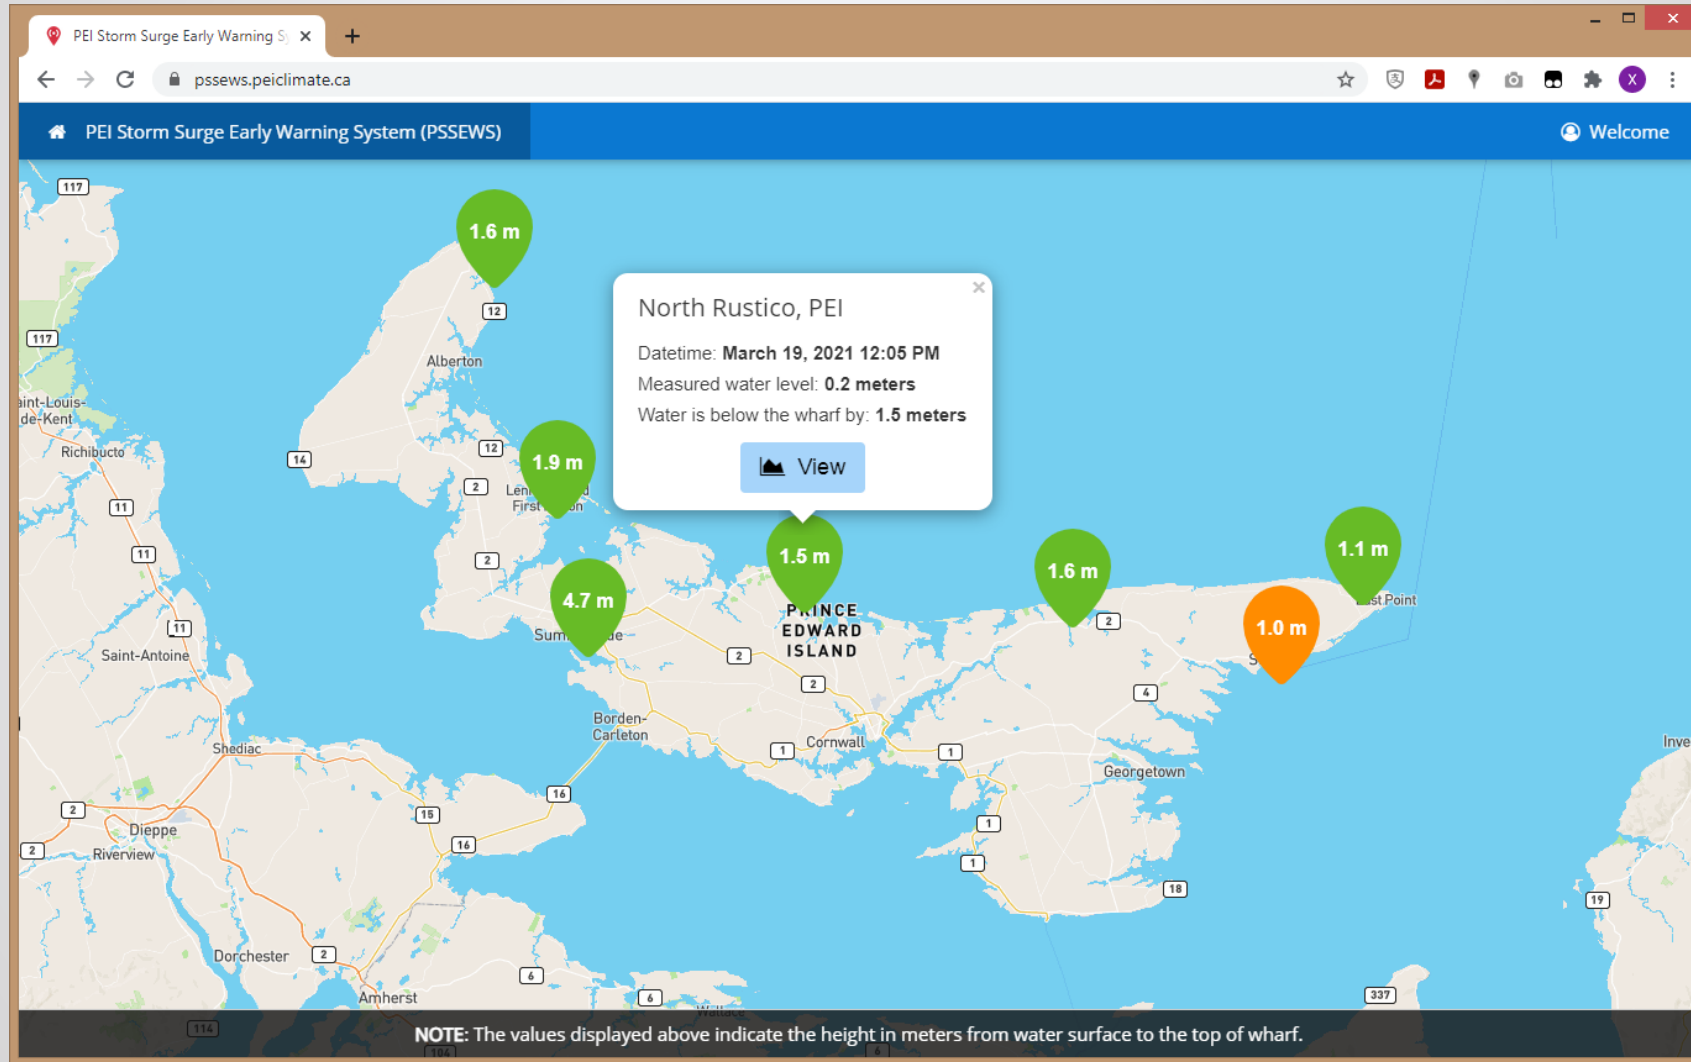 PEI Storm Surge Early Warning S
pssews.peiclimate.ca
X
PEI Storm Surge Early Warning System (PSSEWS)
Welcome
117
1.6 m
12
117
Alberton
North Rustico, PEI
Datetime: March 19, 2021 12:05 PM
Measured water level: 0.2 meters
Water is below the wharf by: 1.5 meters
View
aint-Louis-
de-Kent
Richibucto
14
12
1.9 m
2
11
11
2
4.7 m
1.5 m
1.6 m
1.1 m
1.0 m
2
11
Saint-Antoine
PRINCE
EDWARD
ISLAND
2
2
4
Borden-
Carleton
Shediac
1
Cornwall
1
Georgetown
Inve
2
Dieppe
Riverview
2
15
16
16
1
1
18
19
Dorchester
2
6
Amherst
6
Wallace
337
114
104
6
NOTE: The values displayed above indicate the height in meters from water surface to the top of wharf.